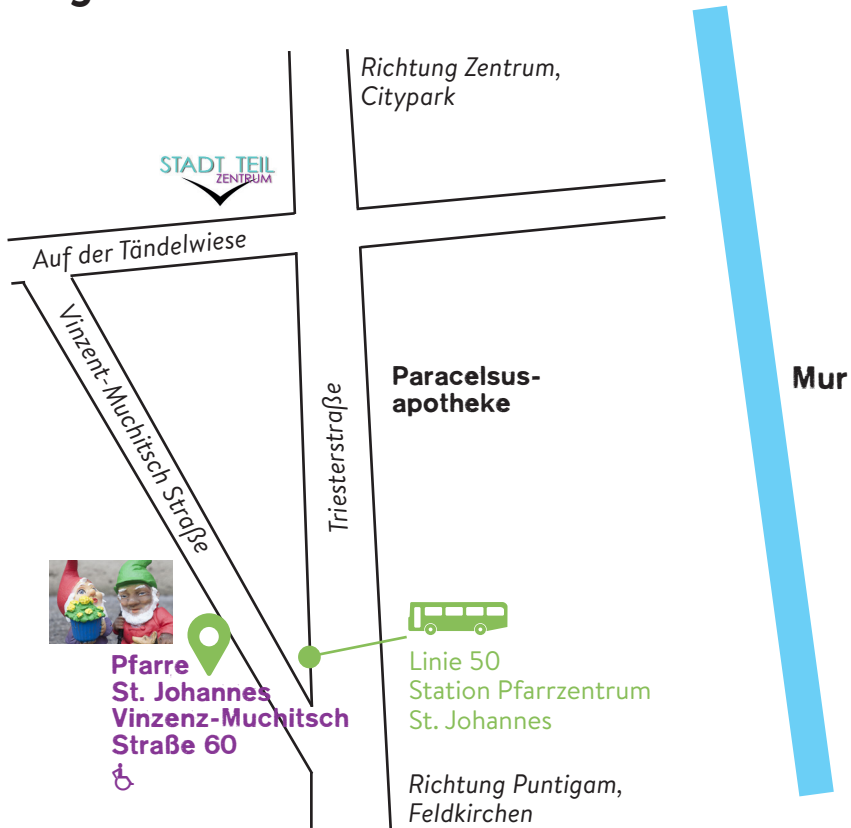 g
Richtung Zentrum,
Citypark
STADT TEIL
ZENTRUM
Auf der Tändelwiese
Vinzent-Muchitsch Straße
Triesterstraße
Paracelsus-
apotheke
Mur
Pfarre
St. Johannes
Vinzenz-Muchitsch
Straße 60
Linie 50
Station Pfarrzentrum
St. Johannes
Richtung Puntigam,
Feldkirchen